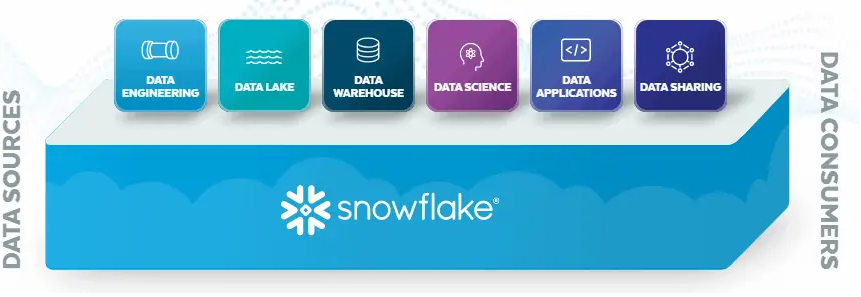 DATA SOURCES
DATA
ENGINEERING
DATA LAKE
DATA
WAREHOUSE
DATA SCIENCE
DATA
APPLICATIONS
DATA SHARING
snowflake®
DATA CONSUMERS